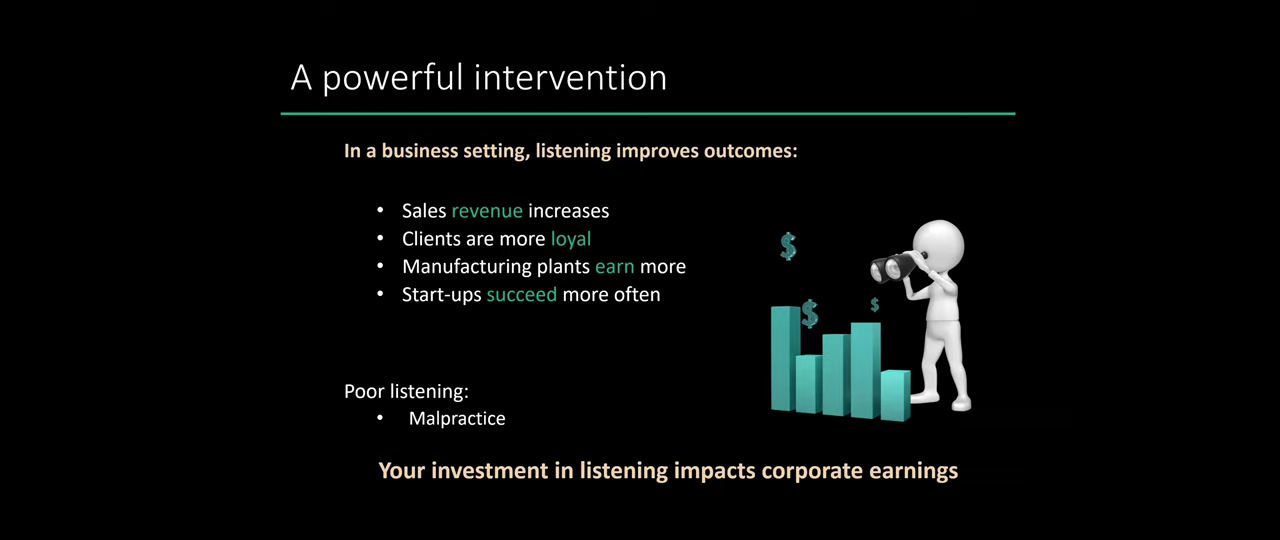 A powerful intervention
In a business setting, listening improves outcomes:
• Sales revenue increases
• Clients are more loyal
• Manufacturing plants earn more
• Start-ups succeed more often
$
$
$
Poor listening:
• Malpractice
Your investment in listening impacts corporate earnings